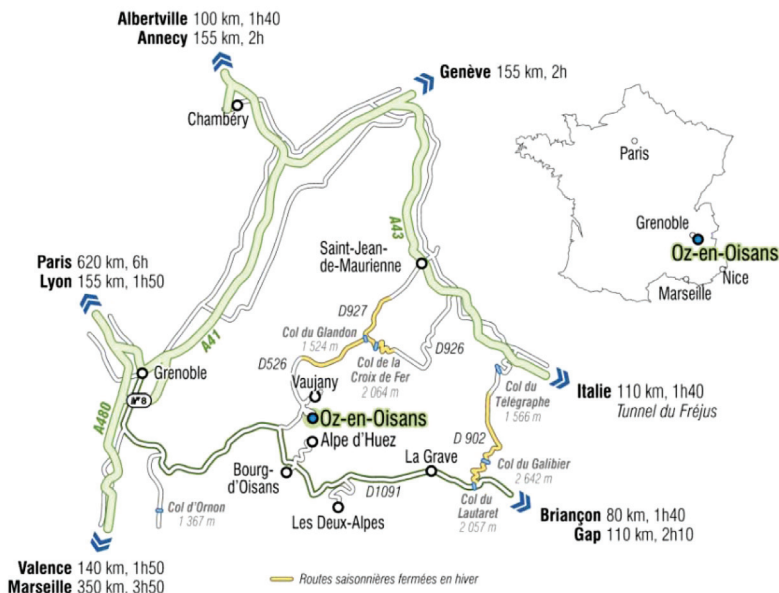 Albertville 100 km, 1h40
Annecy 155 km, 2h
Genève 155 km, 2h
Chambéry
Paris
Grenoble
Oz-en-Oisans
Nice
Marseille
A43
Saint-Jean-
de-Maurienne
Paris 620 km, 6h
Lyon 155 km, 1h50
A41
D927
Col du Glandon
1 524 m
D926
Col de la
Croix de Fer
2 064 m
D526
Grenoble
n°8
A480
Vaujany
Oz-en-Oisans
Alpe d'Huez
Col du
Télégraphe
1 566 m
Italie 110 km, 1h40
Tunnel du Fréjus
D 902
La Grave
Col du Galibier
2 642 m
Bourg-
d'Oisans
D1091
Col du
Lautaret
2 057 m
Col d'Ornon
1 367 m
Les Deux-Alpes
Briançon 80 km, 1h40
Gap 110 km, 2h10
Valence 140 km, 1h50
Marseille 350 km, 3h50
Routes saisonnières fermées en hiver